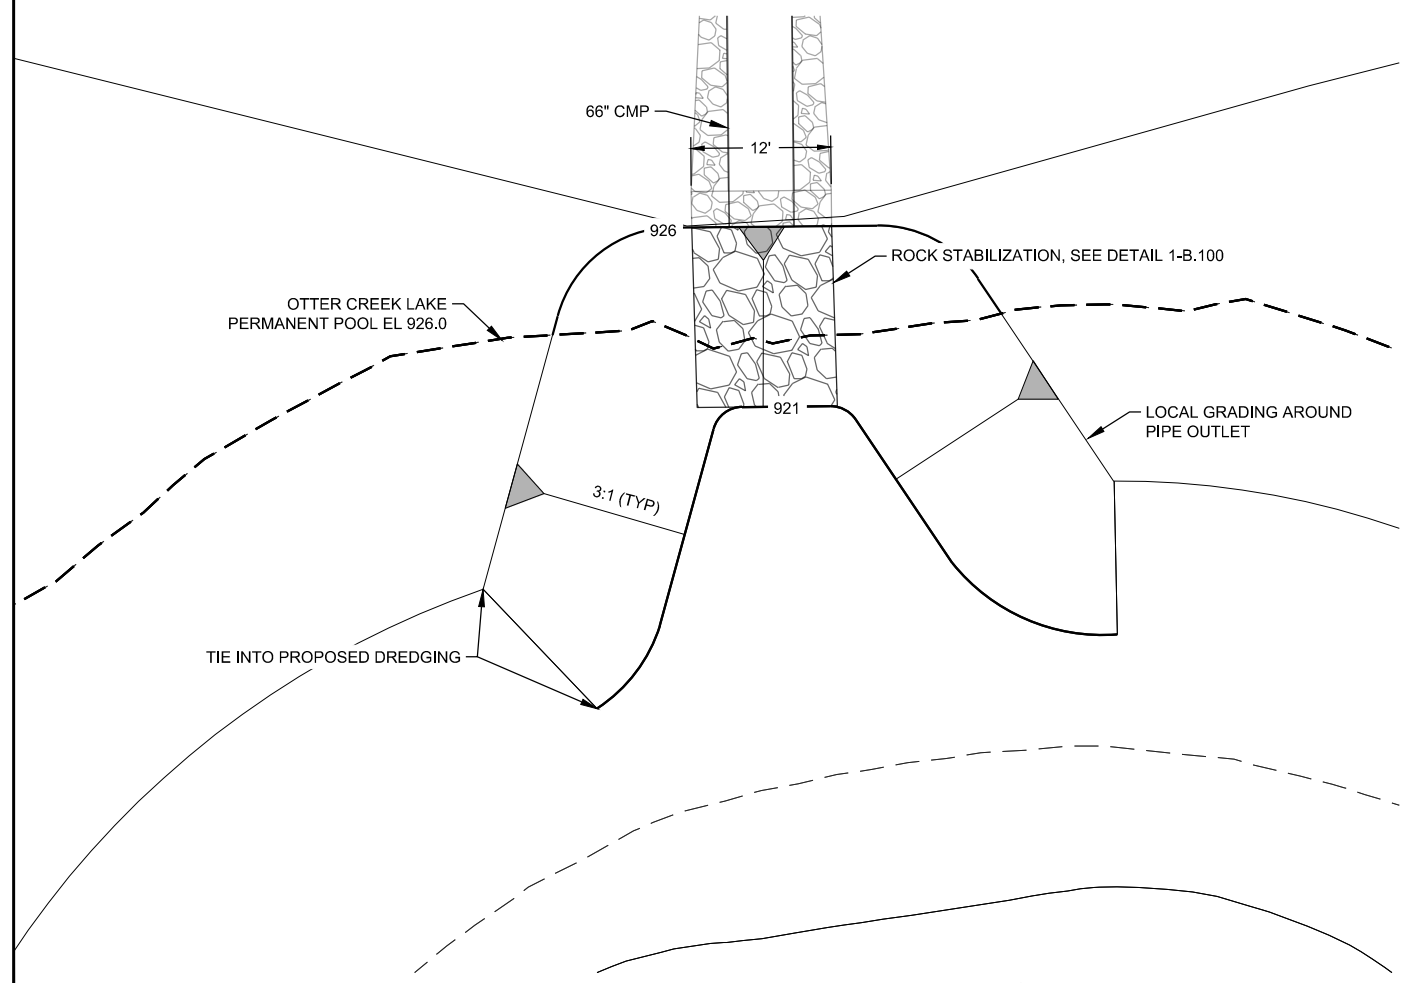 66" CMP
12'
926
ROCK STABILIZATION, SEE DETAIL 1-B.100
OTTER CREEK LAKE
PERMANENT POOL EL 926.0
921
LOCAL GRADING AROUND
PIPE OUTLET
3:1 (TYP)
TIE INTO PROPOSED DREDGING